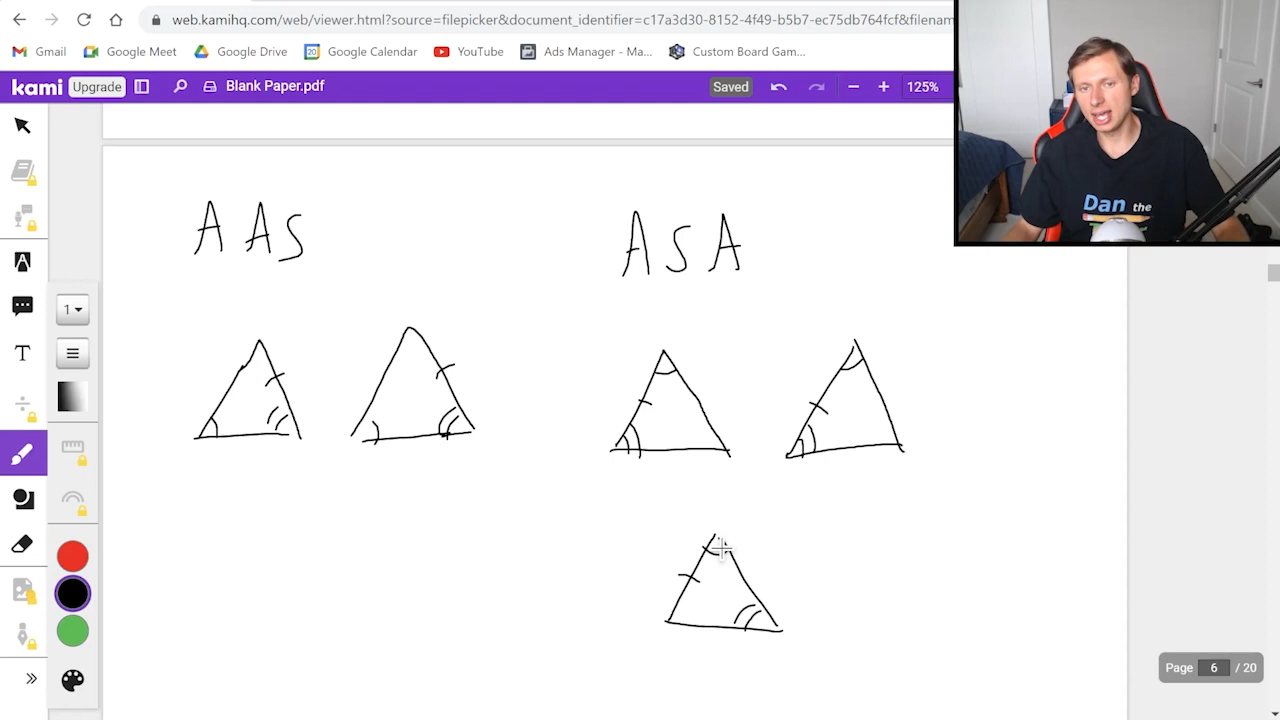 web.kamihq.com/web/viewer.html?source=filepicker&document_identifier=c17a3d30-8152-4f49-b5b7-ec75db764fcf&filenam
Gmail Google Meet Google Drive 20 Google Calendar YouTube Ads Manager - Ma... Custom Board Gam...
kami Upgrade Blank Paper.pdf Saved 125%
Dan the
A A S
A S A
1
T
Page 6 / 20